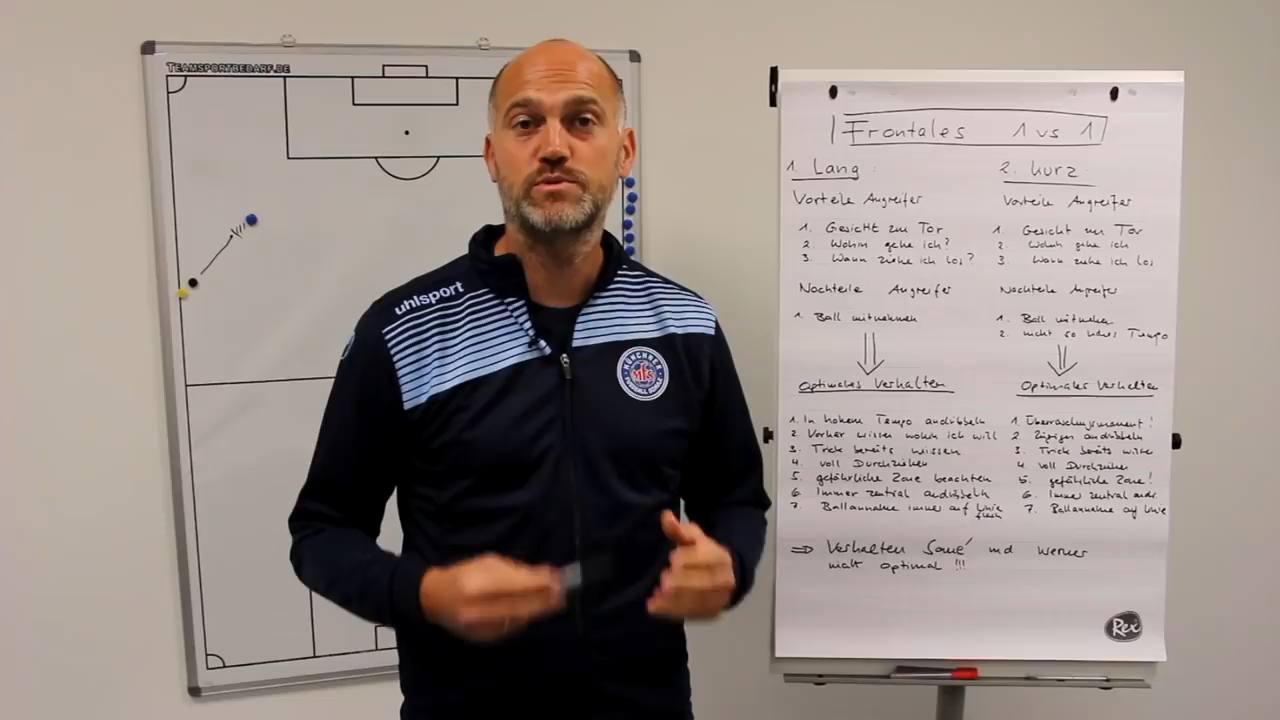 TEAMSPORTBEDARF.DE
uhlsport
MÜNCHNER
MFS
FUSSBALL SCHULE
Frontales 1 vs 1
1. Lang:
Vorteile Angreifer
1. Gesicht zum Tor
2. Wohin gehe ich?
3. Wann ziehe ich los?
Nachteile Angreifer
1. Ball mitnehmen
Optimales Verhalten
1. In hohem Tempo andribbeln
2. Vorher wissen wohin ich will
3. Trick bereits wissen
4. voll Durchziehen
5. gefährliche Zone beachten
6. Immer zentral andribbeln
7. Ballannahme immer auf Linie
2. kurz
Vorteile Angreifer
1. Gesicht zum Tor
2. Wohin gehe ich
3. Wann ziehe ich los
Nachteile Angreifer
1. Ball mitnehmen
2. nicht so hohes Tempo
Optimales Verhalten
1. Überraschungsmoment!
2. Zügiges andribbeln
3. Trick bereits wissen
4. voll Durchziehen
5. gefährliche Zone!
6. Immer zentral andr.
7. Ballannahme auf Linie
=> Verhalten Sané und Werner
nicht optimal!!!
Rex